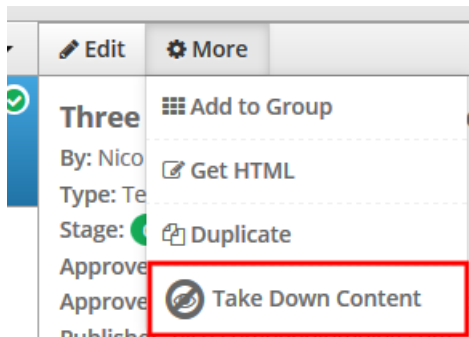 Edit More
Three
Add to Group
By: Nico
Get HTML
Type: Te
Stage:
Duplicate
Approve
Take Down Content
Approve